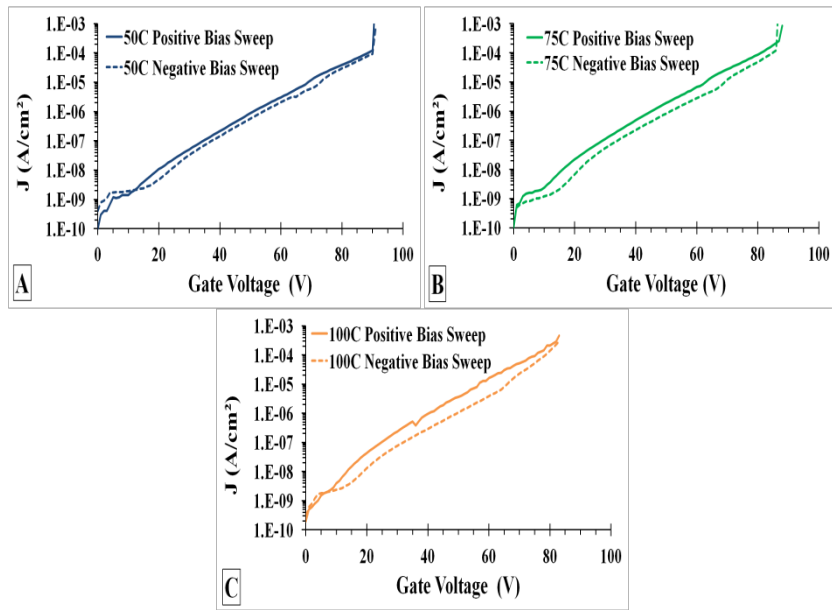 1.E-03
1.E-04
1.E-05
1.E-06
1.E-07
1.E-08
1.E-09
1.E-10
J (A/cm²)
50C Positive Bias Sweep
50C Negative Bias Sweep
0 20 40 60 80 100
Gate Voltage (V)
A
1.E-03
1.E-04
1.E-05
1.E-06
1.E-07
1.E-08
1.E-09
1.E-10
J (A/cm²)
75C Positive Bias Sweep
75C Negative Bias Sweep
0 20 40 60 80 100
Gate Voltage (V)
B
1.E-03
1.E-04
1.E-05
1.E-06
1.E-07
1.E-08
1.E-09
1.E-10
J (A/cm²)
100C Positive Bias Sweep
100C Negative Bias Sweep
0 20 40 60 80 100
Gate Voltage (V)
C